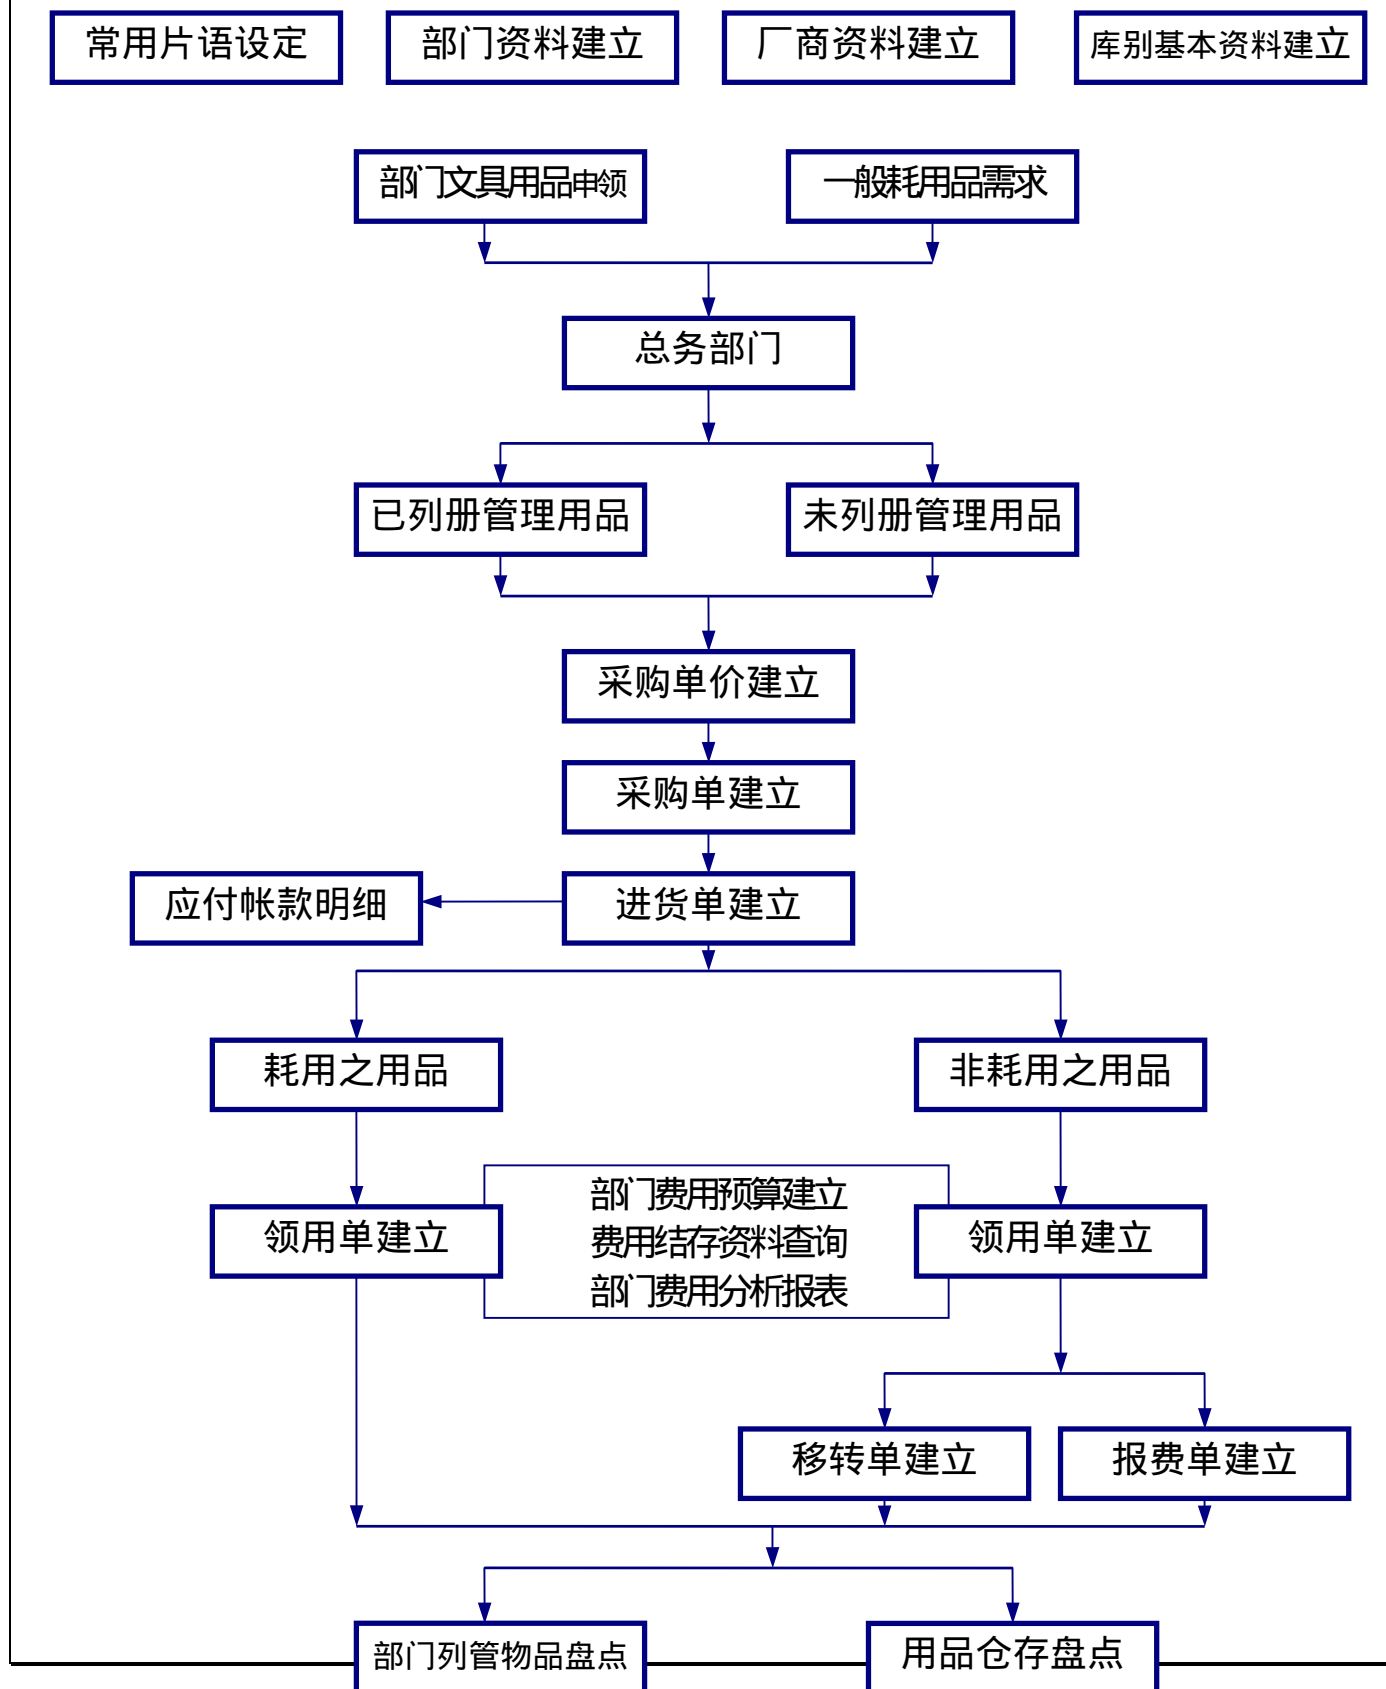 常用片语设定
部门资料建立
厂商资料建立
库别基本资料建立
部门文具用品申领
一般耗用品需求
总务部门
已列册管理用品
未列册管理用品
采购单价建立
采购单建立
应付帐款明细
进货单建立
耗用之用品
非耗用之用品
部门费用预算建立
领用单建立
费用结存资料查询
领用单建立
部门费用分析报表
移转单建立
报费单建立
部门列管物品盘点
用品仓存盘点